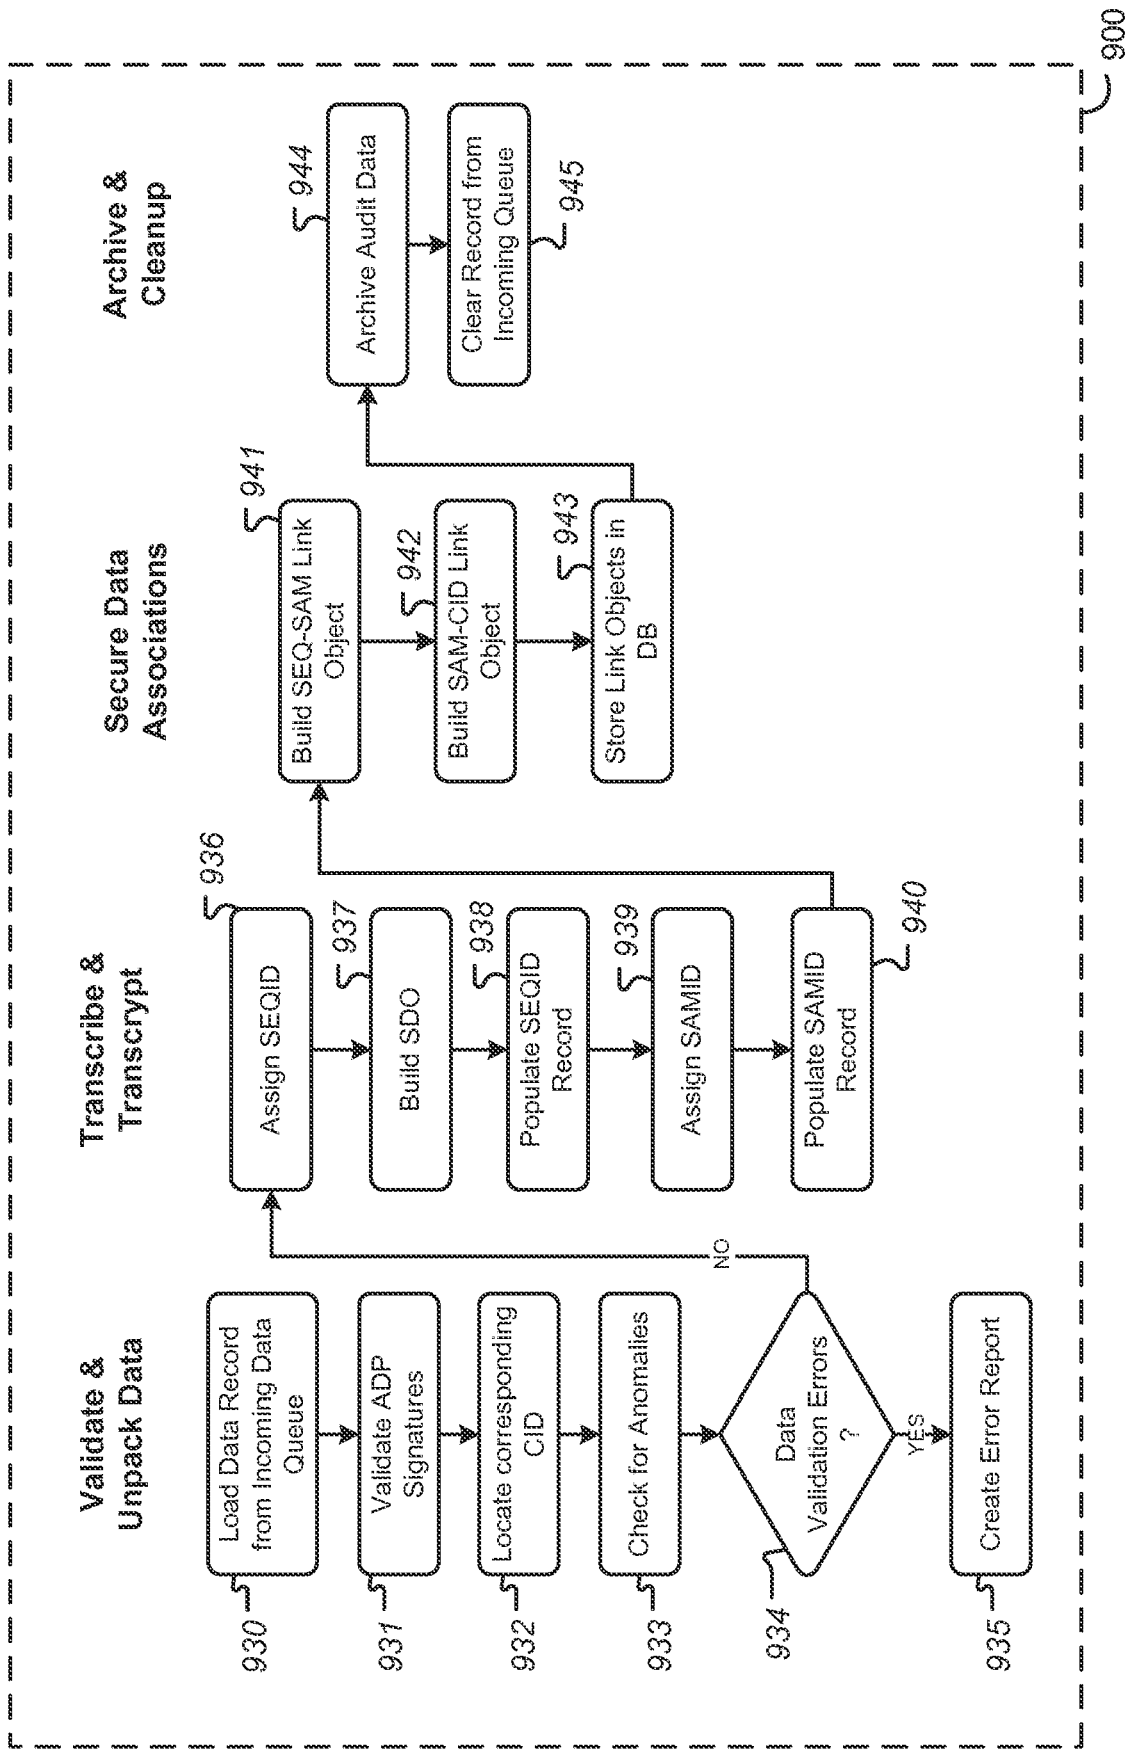 Validate &
Unpack Data
930
Load Data Record
from Incoming Data
Queue
931
Validate ADP
Signatures
932
Locate corresponding
CID
933
Check for Anomalies
934
Data
Validation Errors
?
NO
YES
935
Create Error Report
Transcribe &
Transcrypt
936
Assign SEQID
937
Build SDO
938
Populate SEQID
Record
939
Assign SAMID
940
Populate SAMID
Record
Secure Data
Associations
941
Build SEQ-SAM Link
Object
942
Build SAM-CID Link
Object
943
Store Link Objects in
DB
Archive &
Cleanup
944
Archive Audit Data
945
Clear Record from
Incoming Queue
900